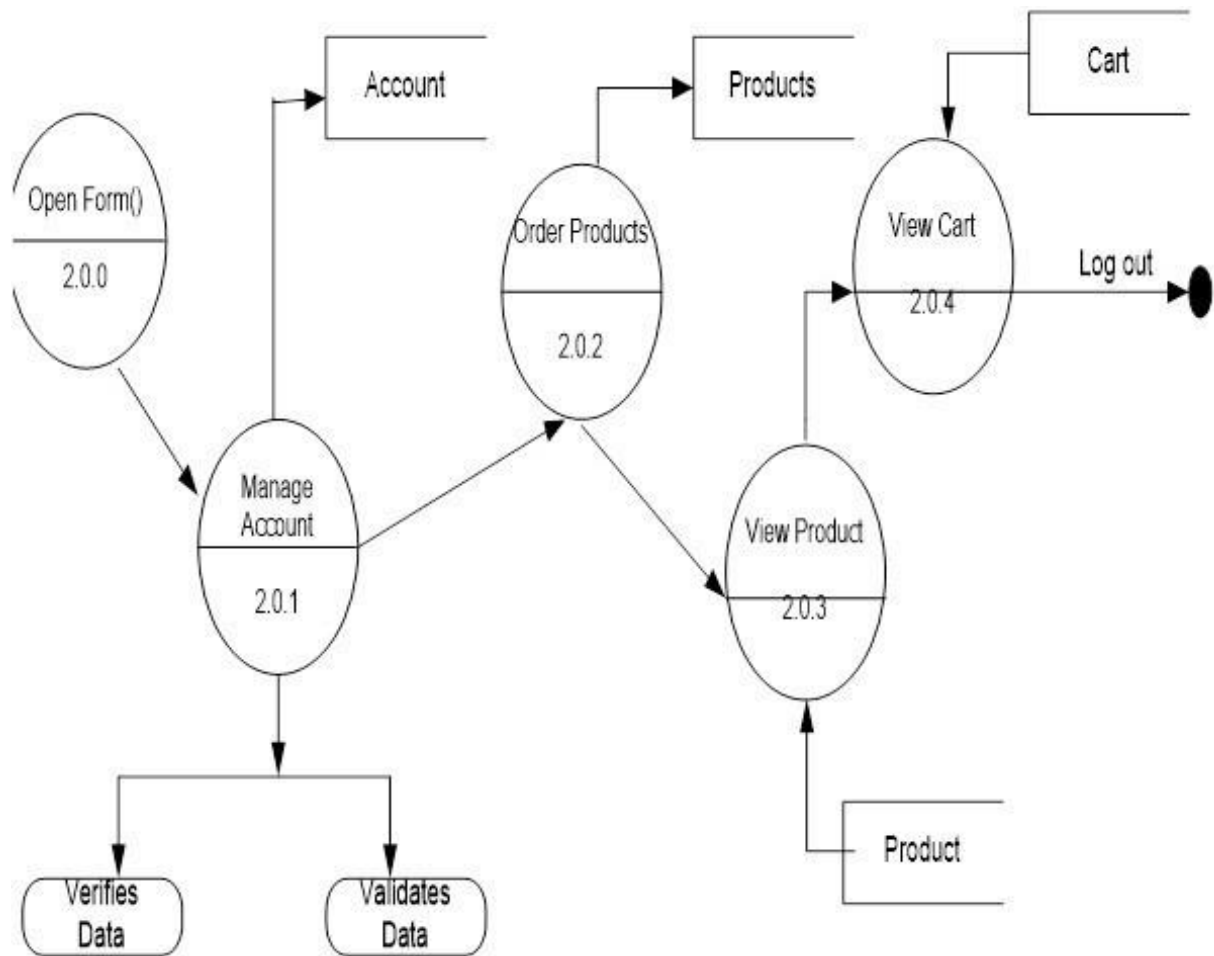 Account
Products
Cart
Open Form()
2.0.0
Order Products
2.0.2
View Cart
2.0.4
Log out
Manage
Account
2.0.1
View Product
2.0.3
Product
Verifies
Data
Validates
Data